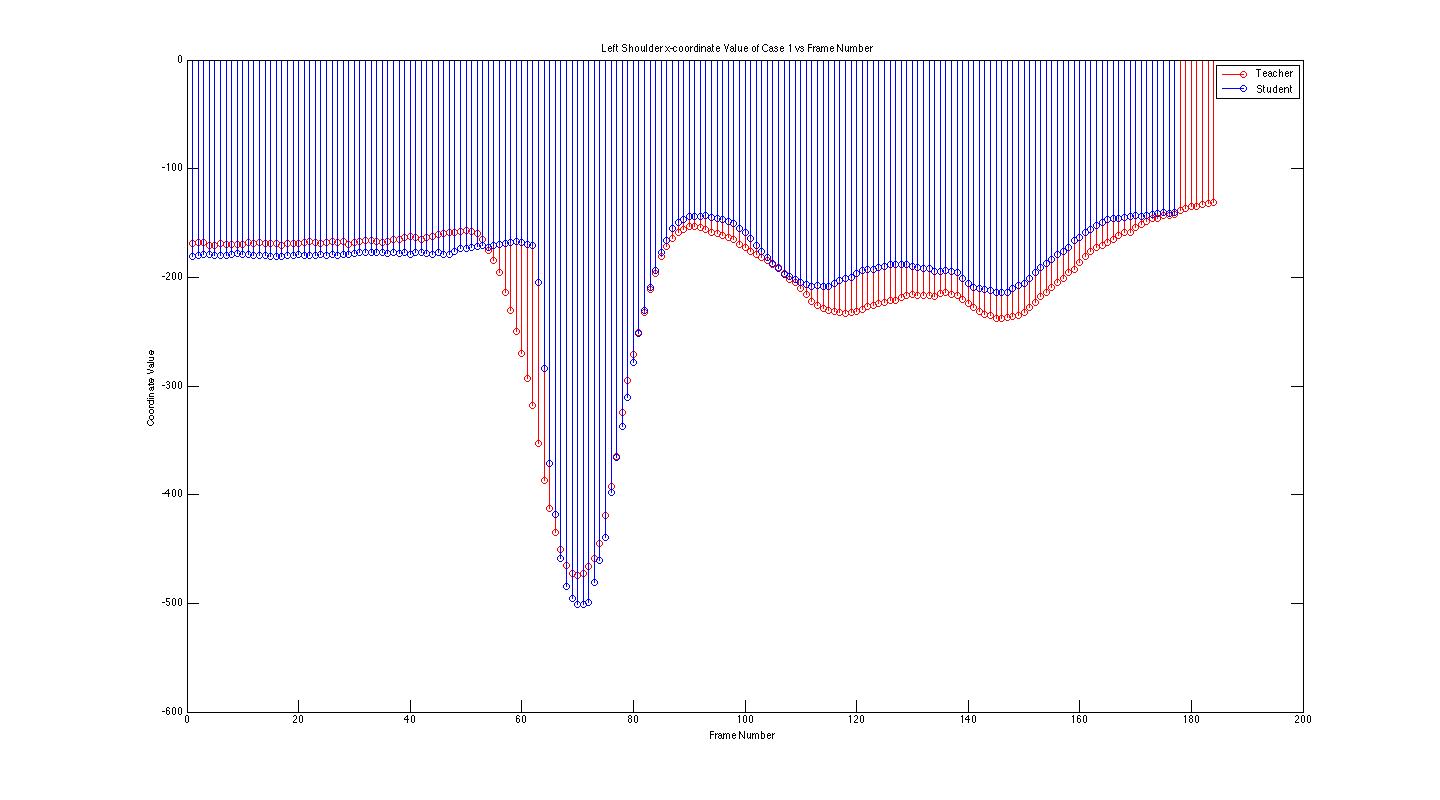 Left Shoulder x-coordinate Value of Case 1 vs Frame Number
Teacher
Student
0
-100
-200
-300
-400
-500
-600
Coordinate Value
0 20 40 60 80 100 120 140 160 180 200
Frame Number